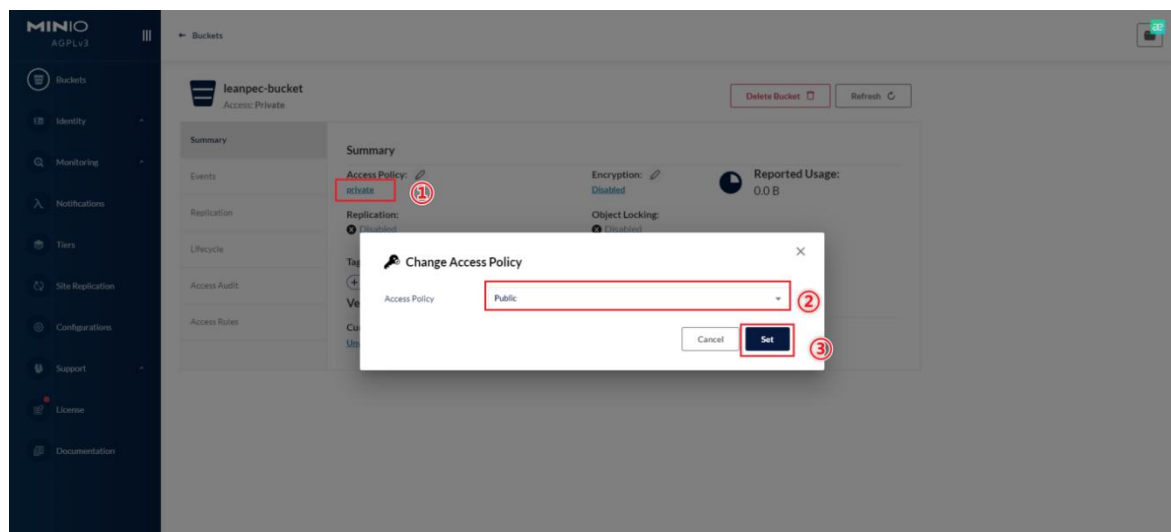 MINIO
AGPLv3
← Buckets
Buckets
Identity
Monitoring
Notifications
Tiers
Site Replication
Configurations
Support
License
Documentation
leanpec-bucket
Access: Private
Delete Bucket
Refresh
Summary
Events
Replication
Lifecycle
Access Audit
Access Rules
Summary
Access Policy:
private
①
Encryption:
Disabled
Reported Usage:
0.0 B
Replication:
Disabled
Object Locking:
Disabled
Change Access Policy
Access Policy
Public
②
Cancel
Set
③